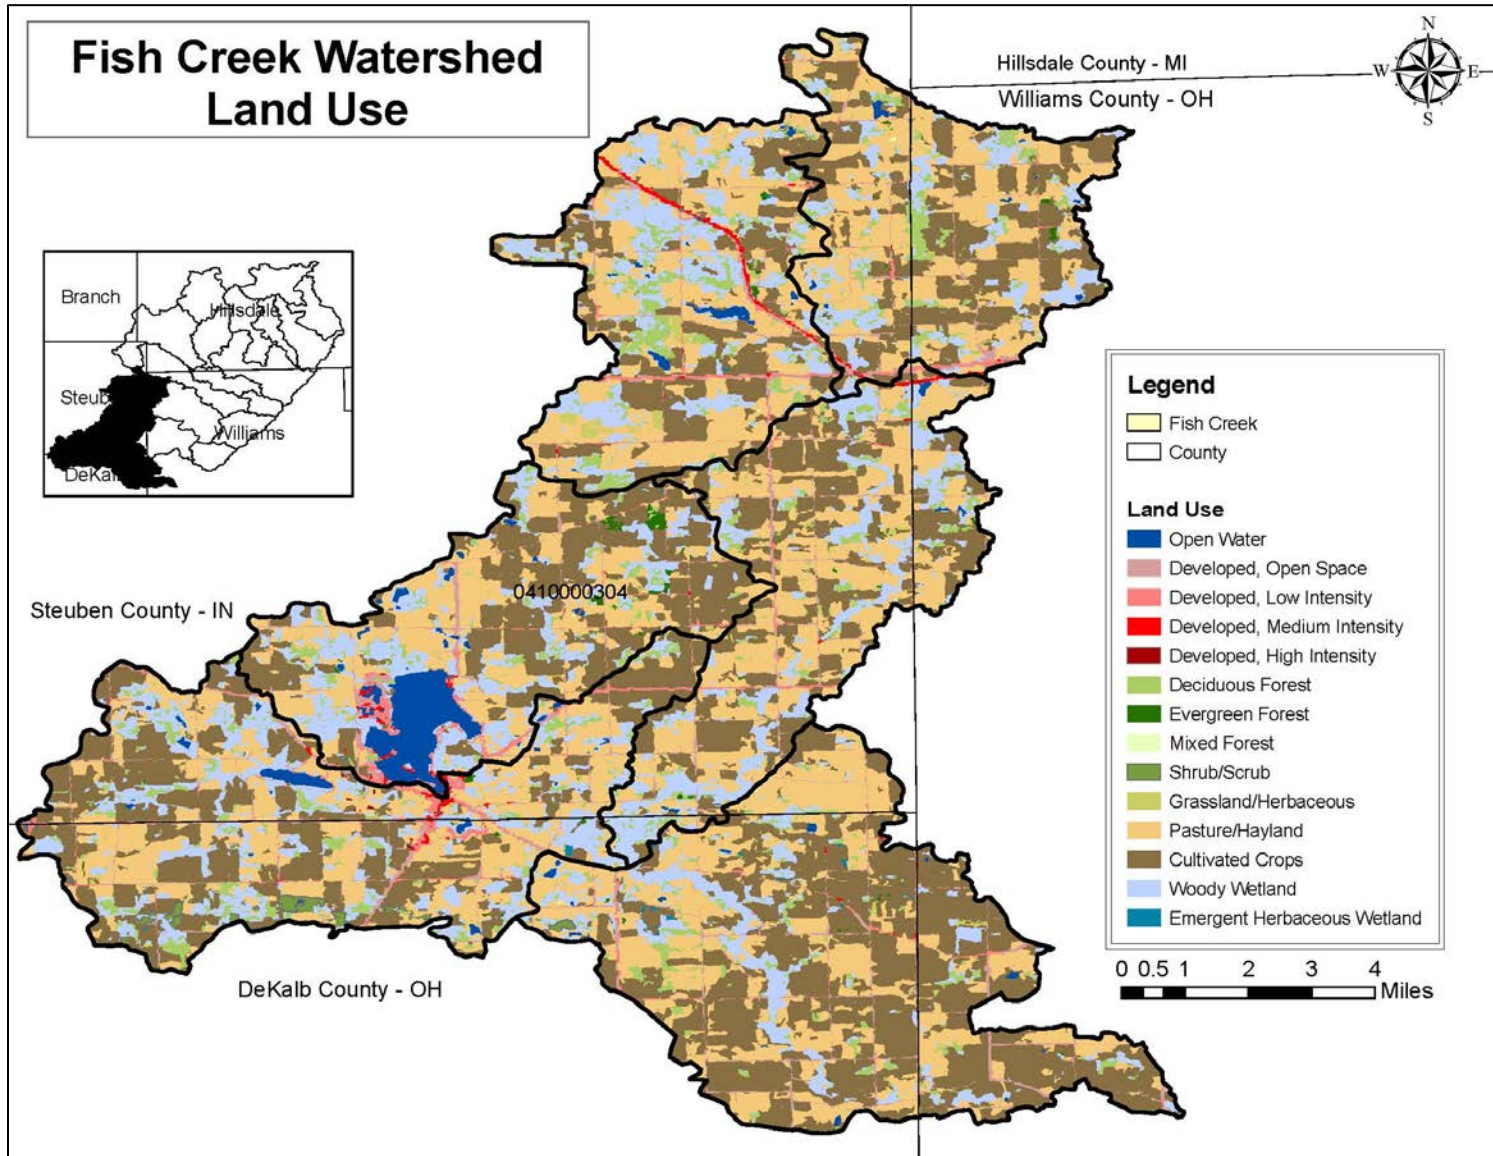 Fish Creek Watershed
Land Use
N
W
E
S
Hillsdale County - MI
Williams County - OH
Branch
Hillsdale
Steub
Williams
DeKalb
Steuben County - IN
0410000304
DeKalb County - OH
Legend
Fish Creek
County
Land Use
Open Water
Developed, Open Space
Developed, Low Intensity
Developed, Medium Intensity
Developed, High Intensity
Deciduous Forest
Evergreen Forest
Mixed Forest
Shrub/Scrub
Grassland/Herbaceous
Pasture/Hayland
Cultivated Crops
Woody Wetland
Emergent Herbaceous Wetland
0 0.5 1 2 3 4
Miles